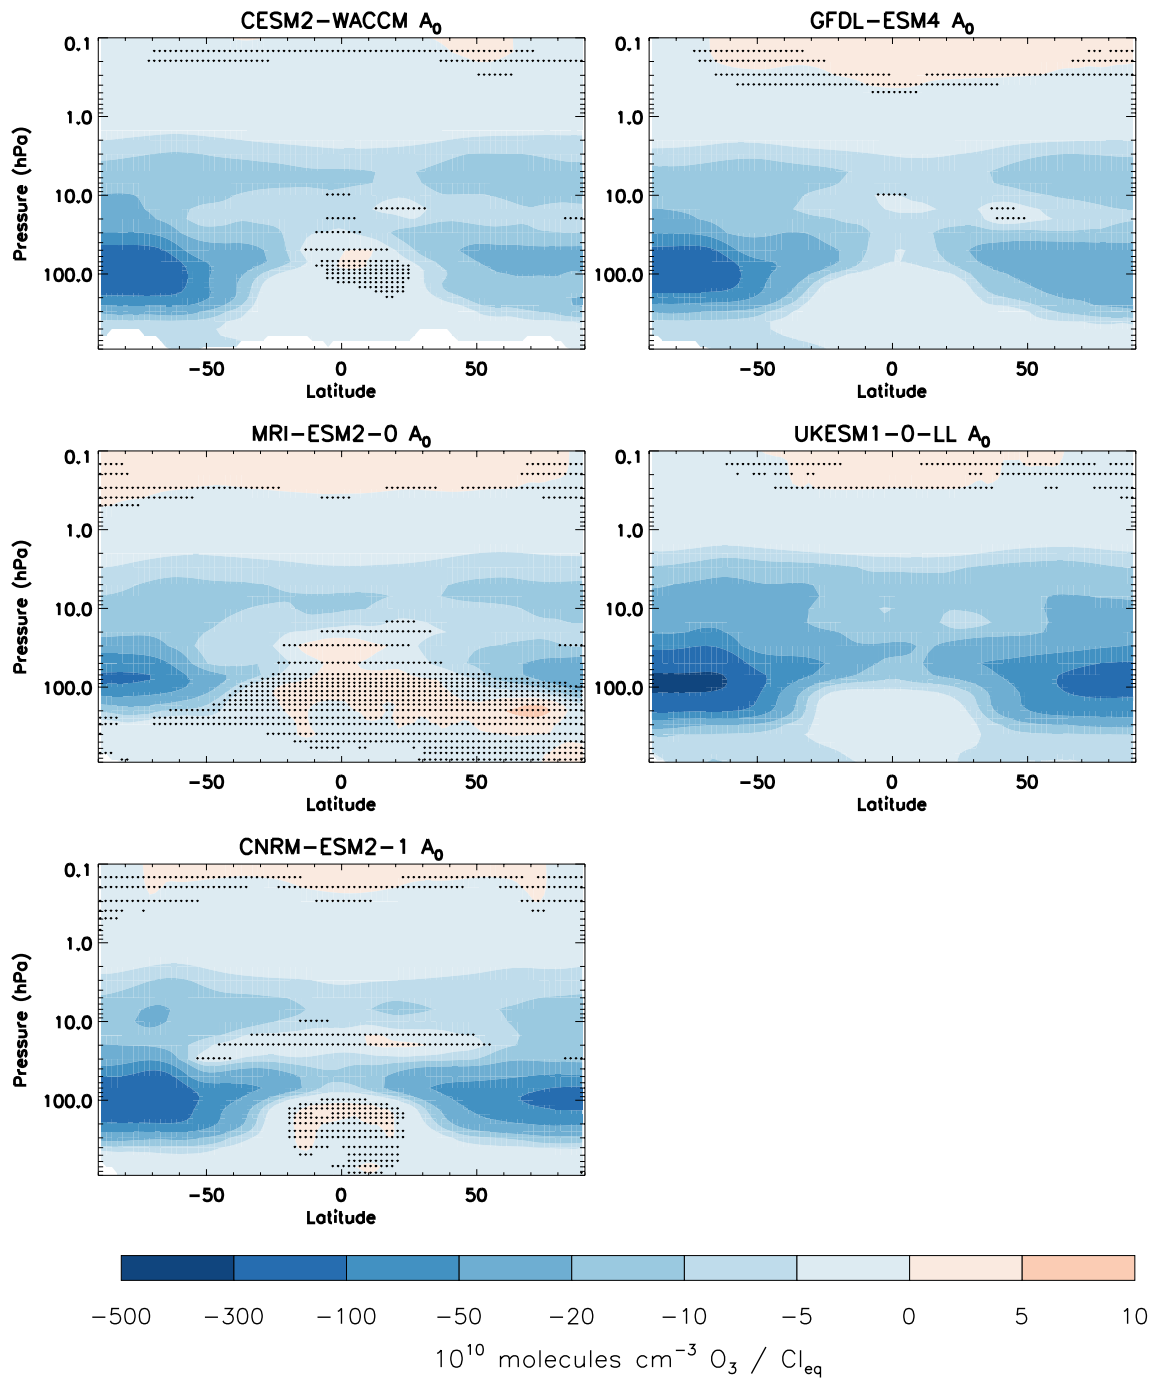 CESM2-WACCM A0
GFDL-ESM4 A0
0.1
1.0
10.0
100.0
Pressure (hPa)
-50 0 50
Latitude
0.1
1.0
10.0
100.0
-50 0 50
Latitude
MRI-ESM2-0 A0
UKESM1-0-LL A0
0.1
1.0
10.0
100.0
Pressure (hPa)
-50 0 50
Latitude
0.1
1.0
10.0
100.0
-50 0 50
Latitude
CNRM-ESM2-1 A0
0.1
1.0
10.0
100.0
Pressure (hPa)
-50 0 50
Latitude
-500 -300 -100 -50 -20 -10 -5 0 5 10
10^10 molecules cm^-3 O3 / Cleq